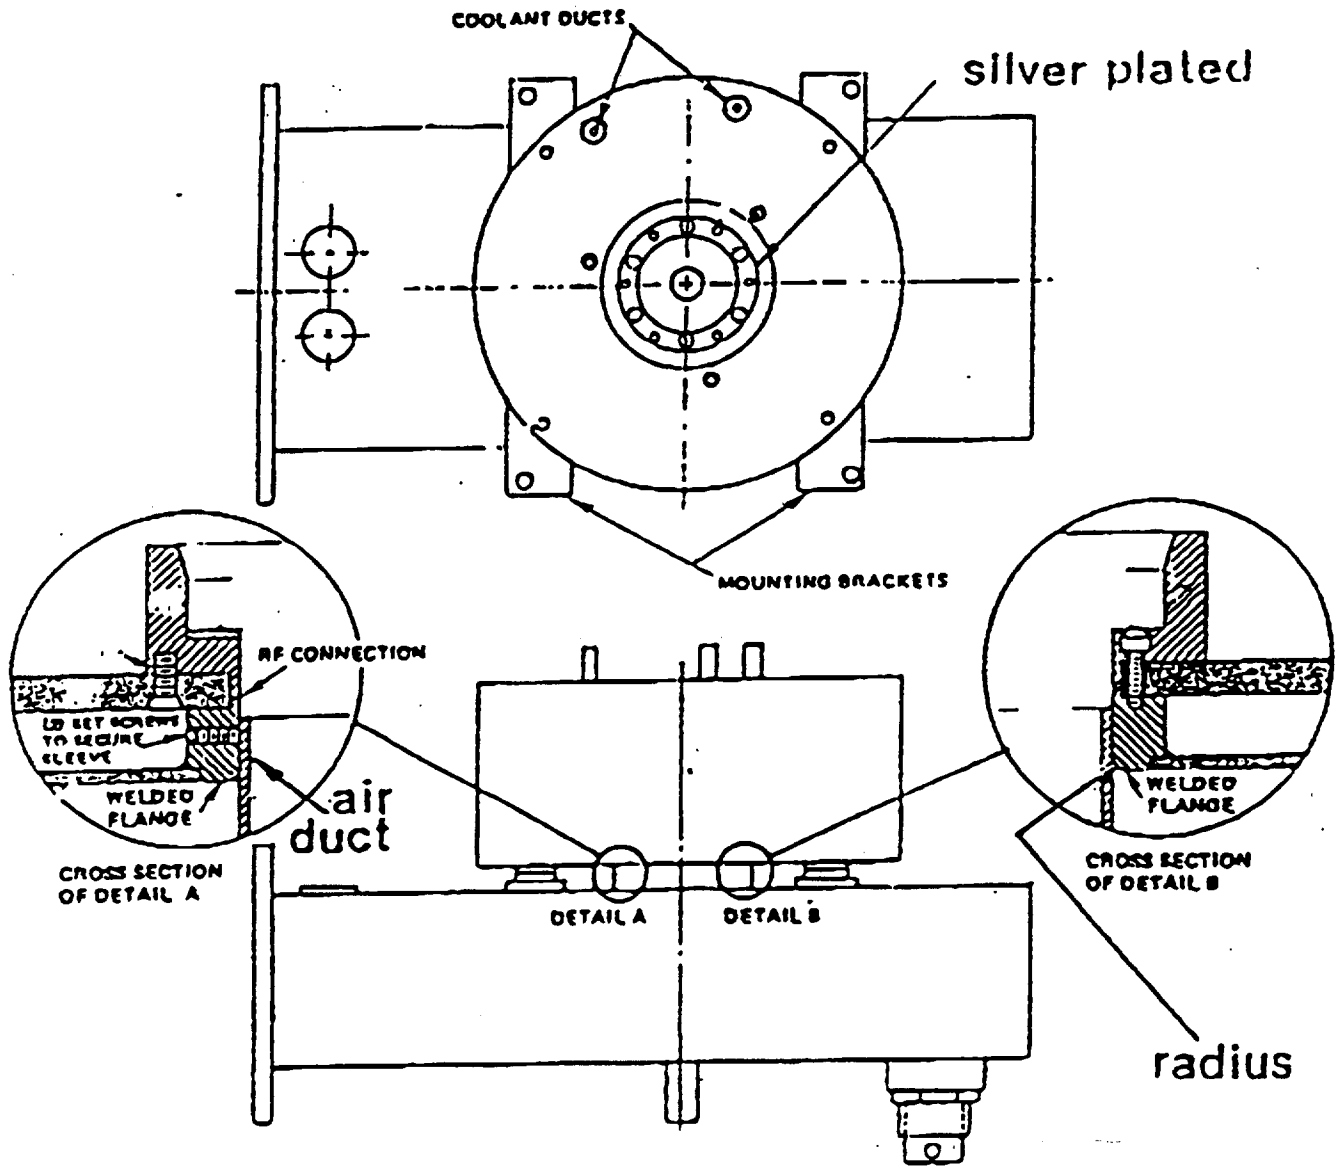 COOLANT DUCTS
silver plated
MOUNTING BRACKETS
RF CONNECTION
SET SCREWS
TO SECURE
SLEEVE
WELDED
FLANGE
air
duct
CROSS SECTION
OF DETAIL A
DETAIL A
DETAIL B
WELDED
FLANGE
CROSS SECTION
OF DETAIL B
radius